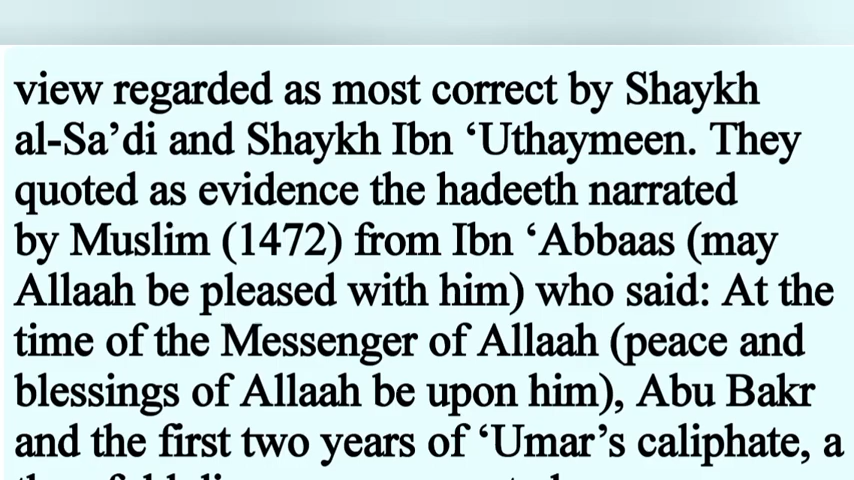 view regarded as most correct by Shaykh
al-Sa’di and Shaykh Ibn ‘Uthaymeen. They
quoted as evidence the hadeeth narrated
by Muslim (1472) from Ibn ‘Abbaas (may
Allaah be pleased with him) who said: At the
time of the Messenger of Allaah (peace and
blessings of Allaah be upon him), Abu Bakr
and the first two years of ‘Umar’s caliphate, a